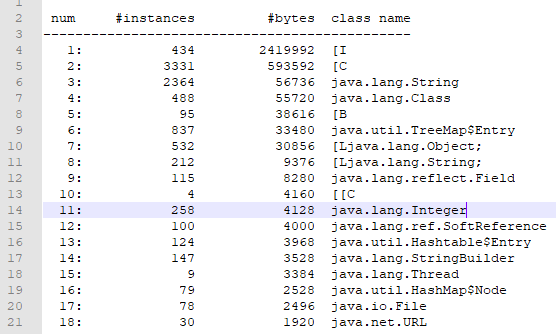 1
2 num #instances #bytes class name
3 ----------------------------------------------
4 1: 434 2419992 [I
5 2: 3331 593592 [C
6 3: 2364 56736 java.lang.String
7 4: 488 55720 java.lang.Class
8 5: 95 38616 [B
9 6: 837 33480 java.util.TreeMap$Entry
10 7: 532 30856 [Ljava.lang.Object;
11 8: 212 9376 [Ljava.lang.String;
12 9: 115 8280 java.lang.reflect.Field
13 10: 4 4160 [[C
14 11: 258 4128 java.lang.Integer
15 12: 100 4000 java.lang.ref.SoftReference
16 13: 124 3968 java.util.Hashtable$Entry
17 14: 147 3528 java.lang.StringBuilder
18 15: 9 3384 java.lang.Thread
19 16: 79 2528 java.util.HashMap$Node
20 17: 78 2496 java.io.File
21 18: 30 1920 java.net.URL